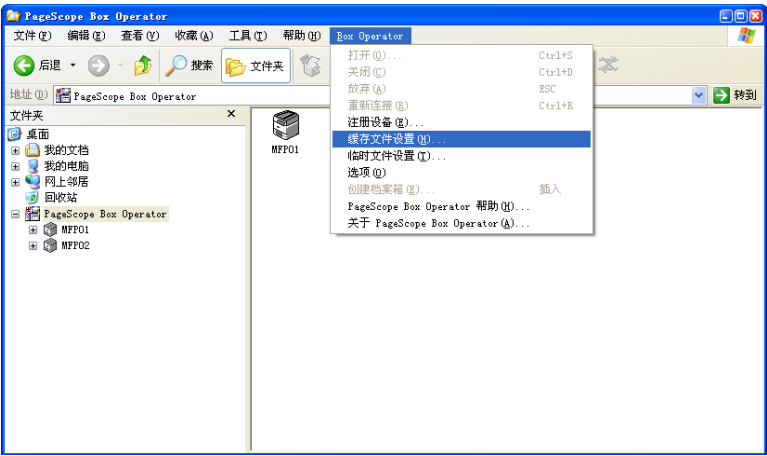 PageScope Box Operator
文件(F) 编辑(E) 查看(V) 收藏(A) 工具(T) 帮助(H) Box Operator
后退 搜索 文件夹
地址(D) PageScope Box Operator 转到
文件夹 ×
桌面
我的文档
我的电脑
网上邻居
回收站
PageScope Box Operator
MFP01
MFP02
MFP01
打开(O)... Ctrl+S
关闭(C) Ctrl+D
放弃(A) ESC
重新连接(R) Ctrl+R
注册设备(E)...
缓存文件设置(H)...
临时文件设置(T)...
选项(O)
创建档案箱(E)... 插入
PageScope Box Operator 帮助(H)...
关于 PageScope Box Operator(A)...